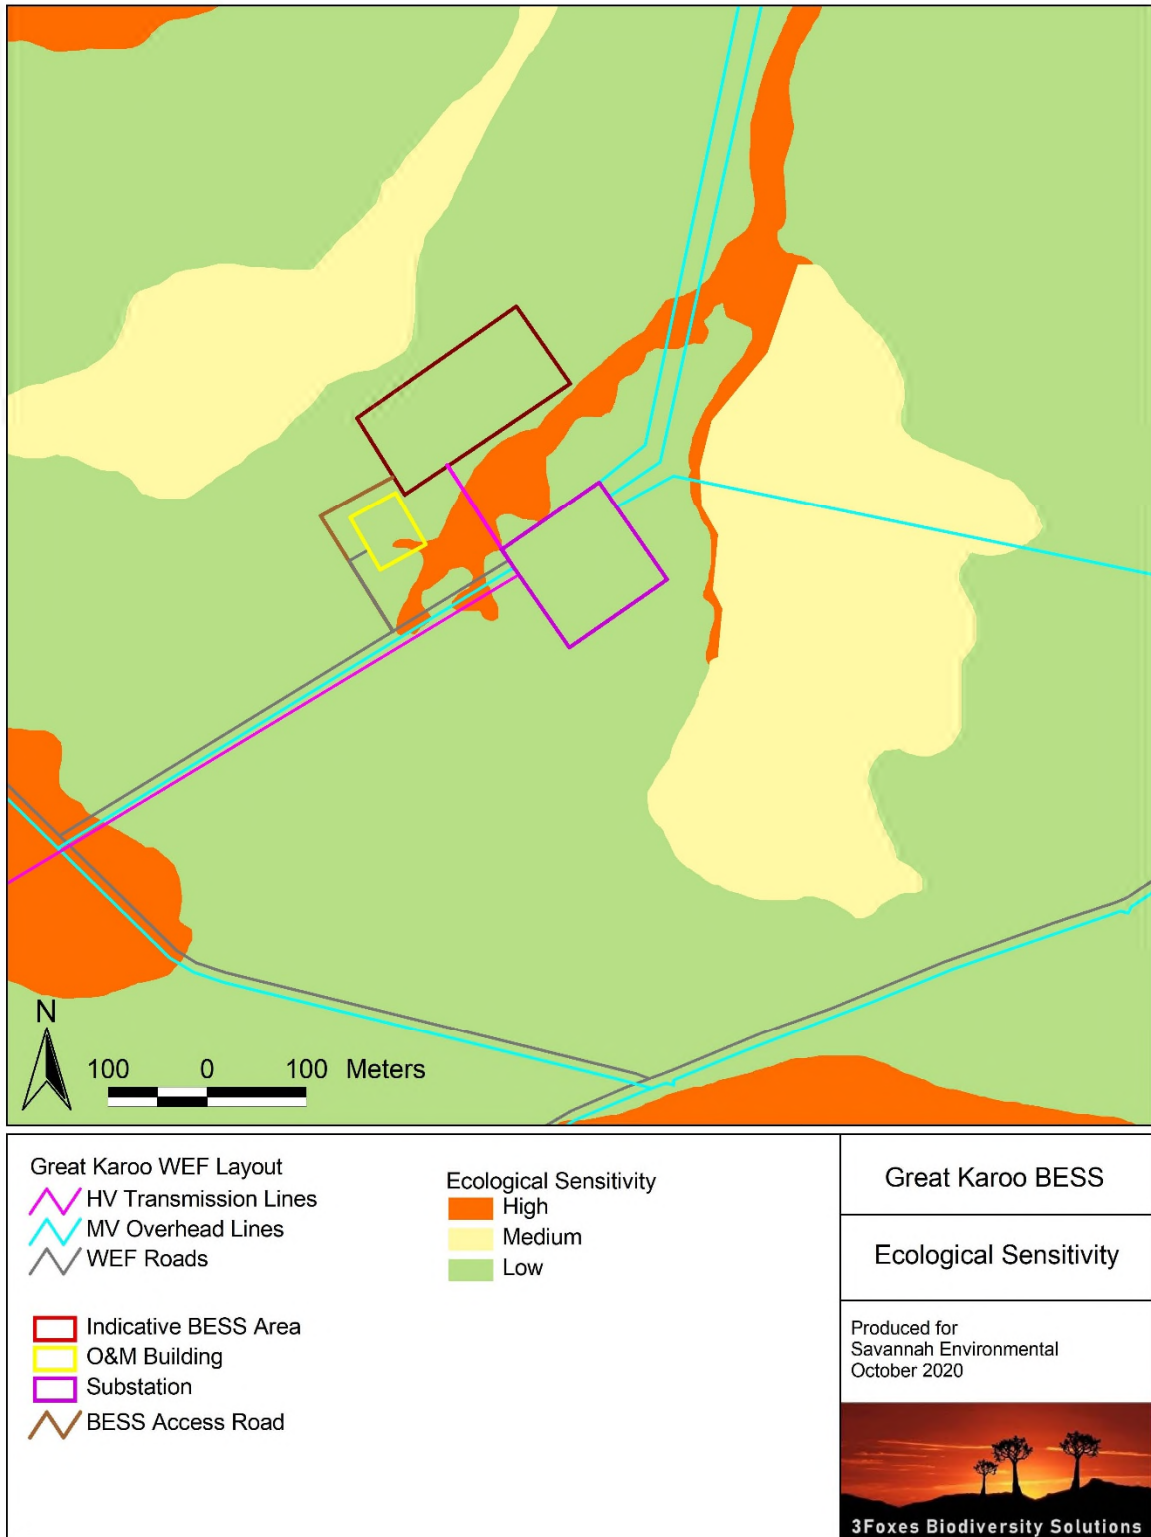 N
100 0 100 Meters
Great Karoo WEF Layout
HV Transmission Lines
MV Overhead Lines
WEF Roads
Indicative BESS Area
O&M Building
Substation
BESS Access Road
Ecological Sensitivity
High
Medium
Low
Great Karoo BESS
Ecological Sensitivity
Produced for
Savannah Environmental
October 2020
3Foxes Biodiversity Solutions